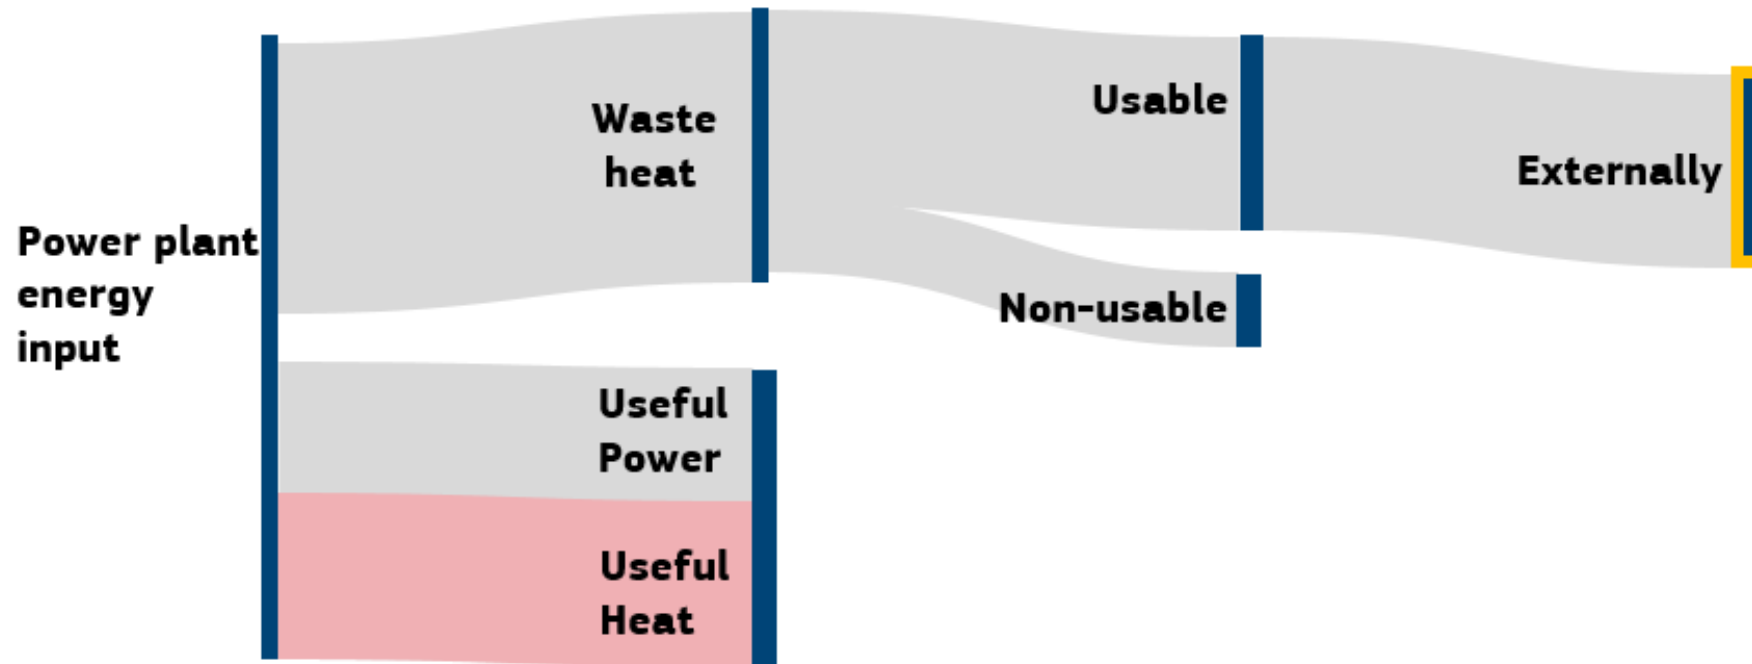 Power plant
energy
input
Waste
heat
Useful
Power
Useful
Heat
Usable
Non-usable
Externally